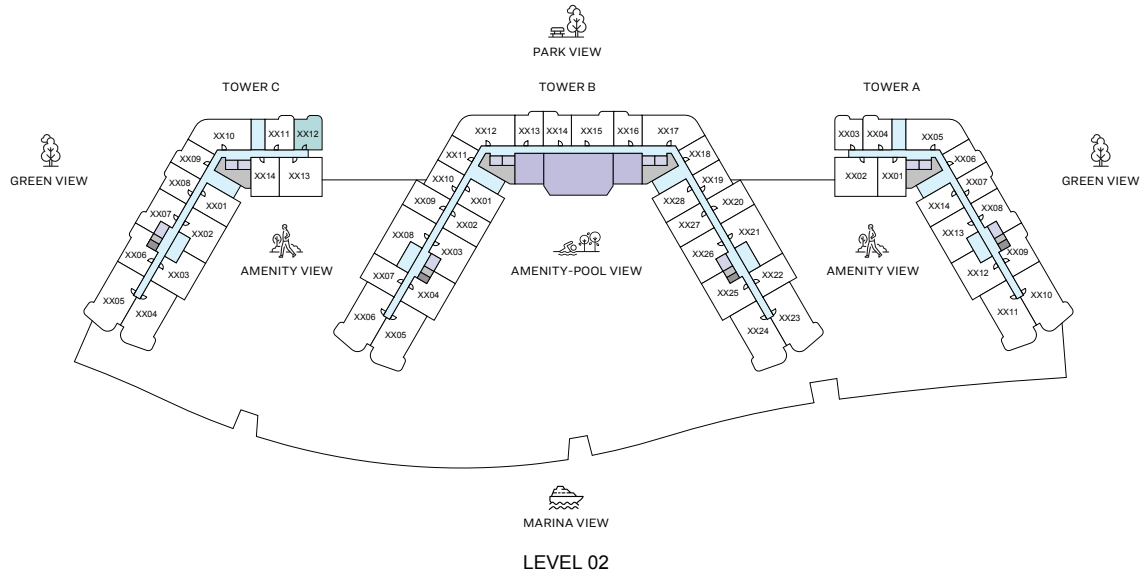 PARK VIEW
TOWER C
TOWER B
TOWER A
GREEN VIEW
GREEN VIEW
XX10
XX11
XX12
XX09
XX08
XX14
XX13
XX07
XX01
XX02
XX06
XX03
XX05
XX04
AMENITY VIEW
XX12
XX13
XX14
XX15
XX16
XX17
XX11
XX18
XX10
XX19
XX09
XX01
XX28
XX20
XX08
XX02
XX27
XX21
XX07
XX03
XX26
XX22
XX06
XX04
XX25
XX23
XX05
XX24
AMENITY-POOL VIEW
XX03
XX04
XX05
XX02
XX01
XX06
XX07
XX14
XX08
XX13
XX09
XX12
XX10
XX11
AMENITY VIEW
MARINA VIEW
LEVEL 02